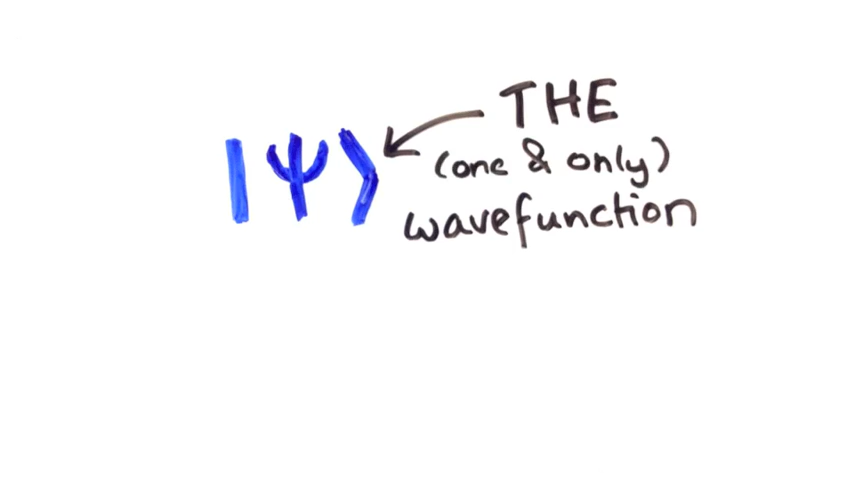 |Ψ⟩
THE
(one & only)
wavefunction